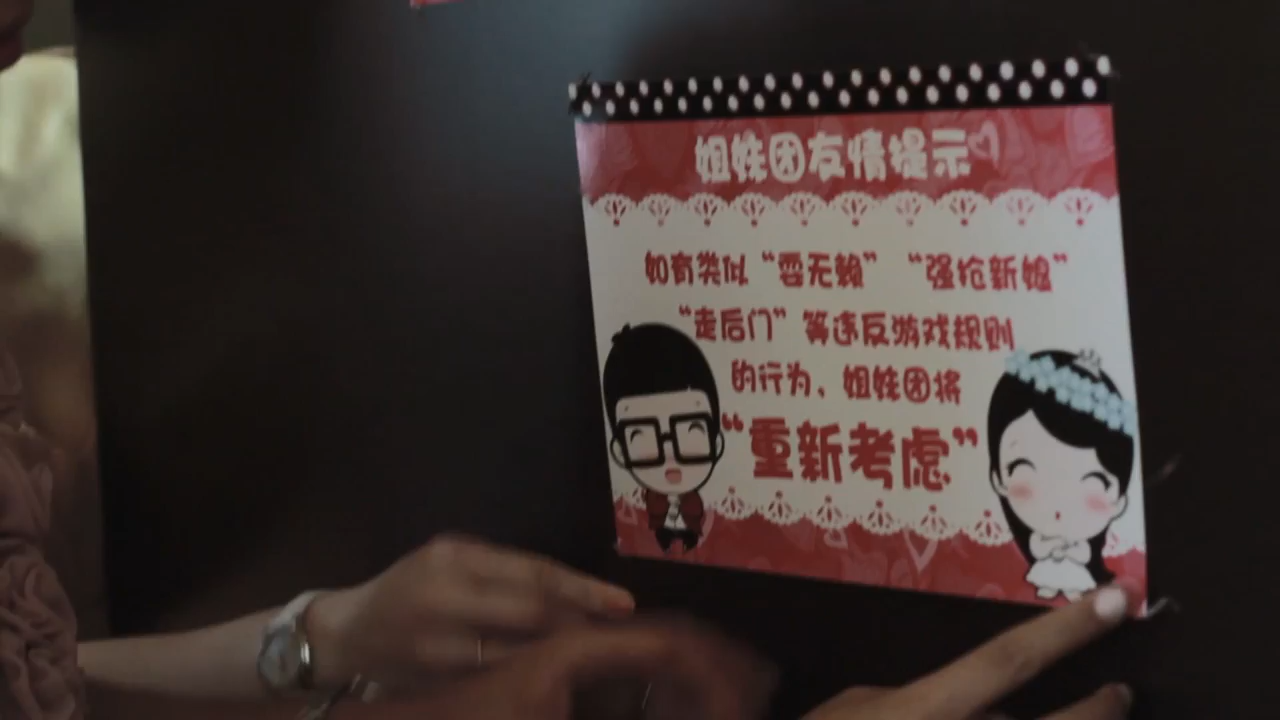 姐妹团友情提示
如有类似“耍无赖” “强抢新娘”
“走后门”等违反游戏规则
的行为，姐妹团将
“重新考虑”